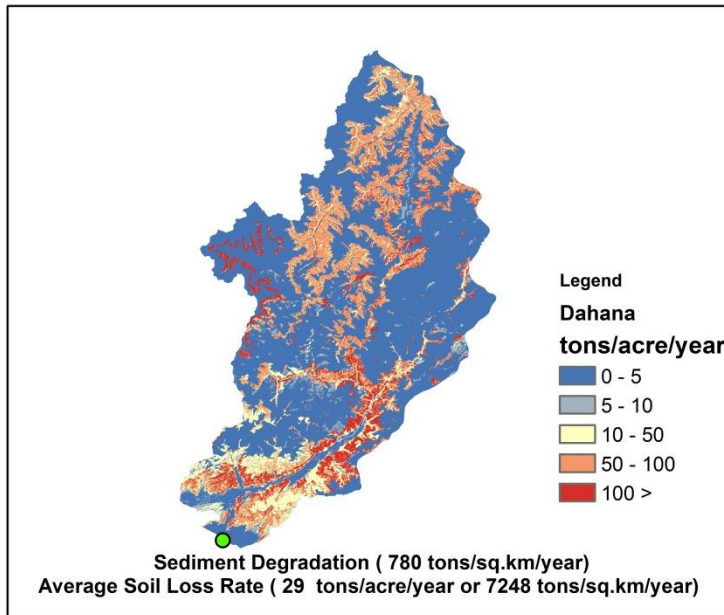 Legend
Dahana
tons/acre/year
0 - 5
5 - 10
10 - 50
50 - 100
100 >
Sediment Degradation ( 780 tons/sq.km/year)
Average Soil Loss Rate ( 29 tons/acre/year or 7248 tons/sq.km/year)